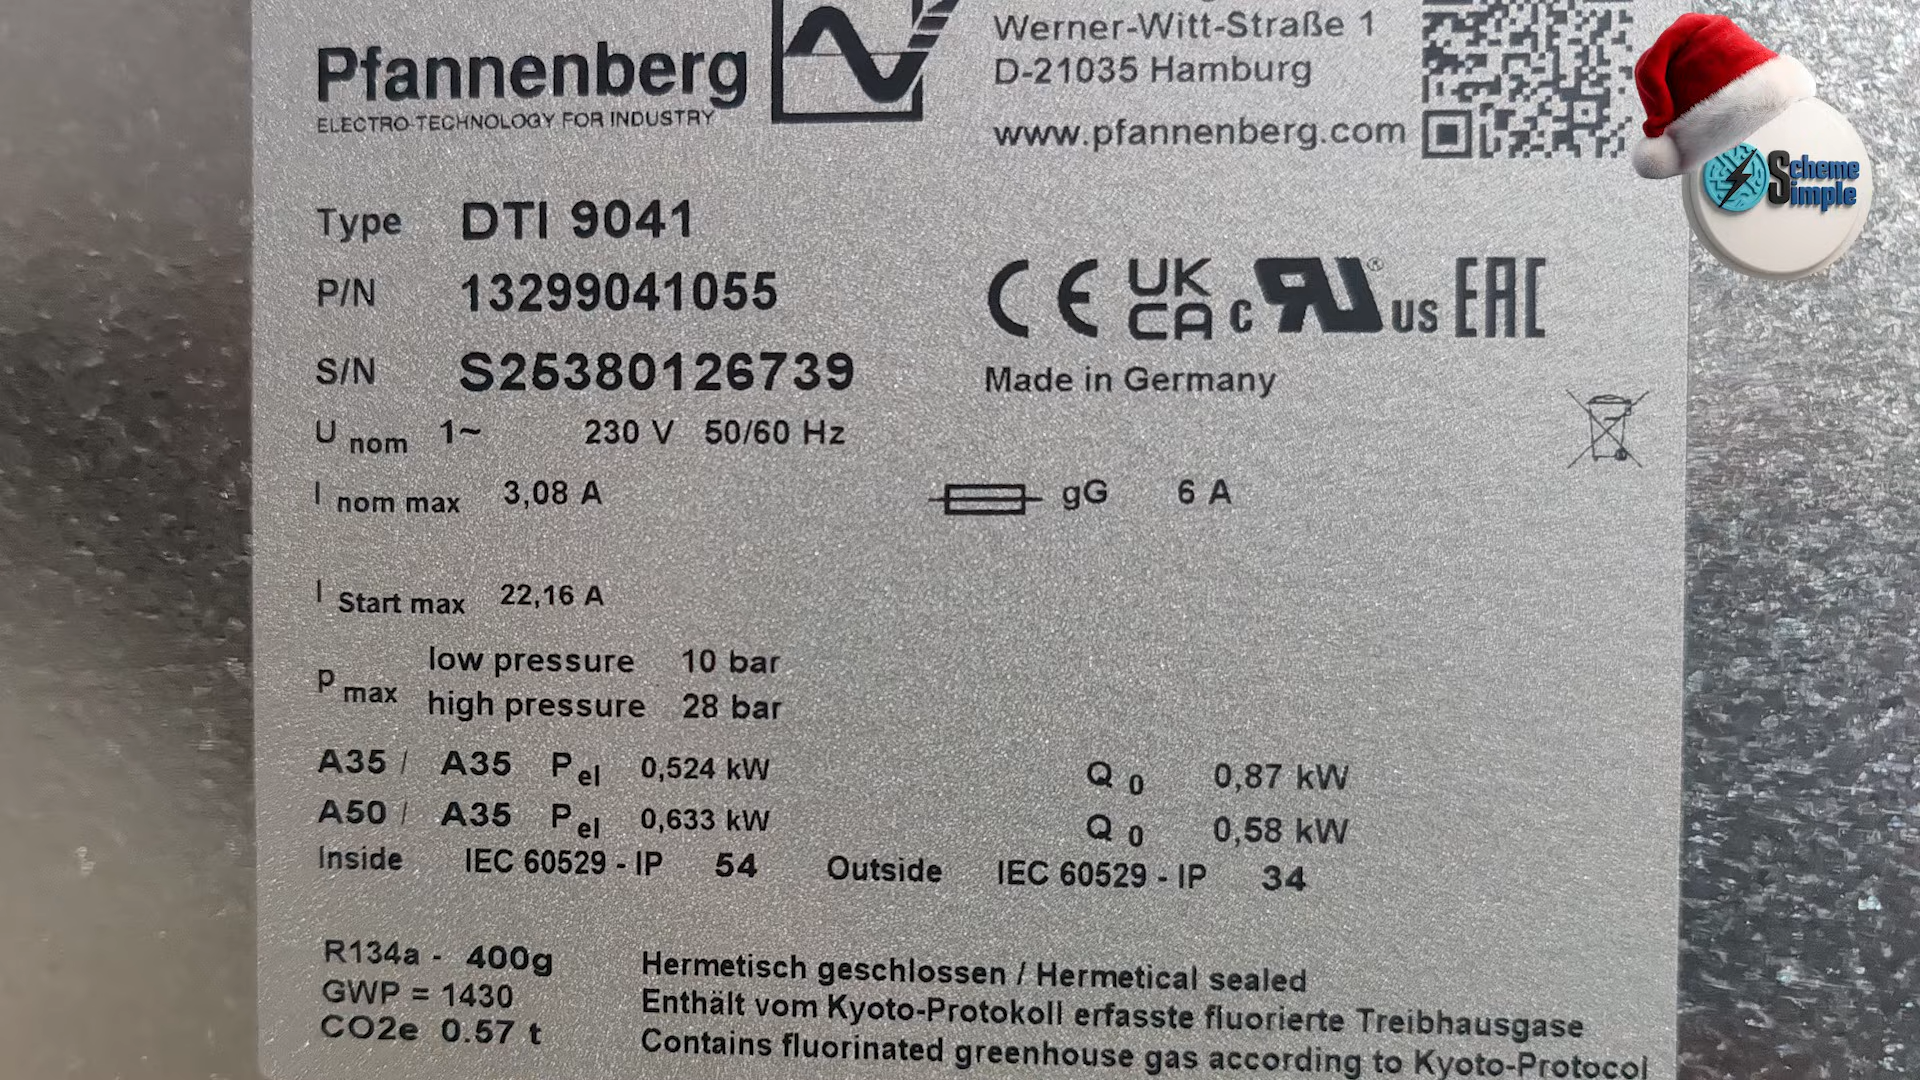 Pfannenberg
ELECTRO-TECHNOLOGY FOR INDUSTRY
Werner-Witt-Straße 1
D-21035 Hamburg
www.pfannenberg.com
Scheme
Simple
Type DTI 9041
P/N 13299041055
S/N S25380126739
CE UK CA c RU ® us EAC
Made in Germany
U nom 1~ 230 V 50/60 Hz
I nom max 3,08 A gG 6 A
I Start max 22,16 A
P max low pressure 10 bar
high pressure 28 bar
A35 / A35 P el 0,524 kW Q 0 0,87 kW
A50 / A35 P el 0,633 kW Q 0 0,58 kW
Inside IEC 60529 - IP 54 Outside IEC 60529 - IP 34
R134a - 400g Hermetisch geschlossen / Hermetical sealed
GWP = 1430 Enthält vom Kyoto-Protokoll erfasste fluorierte Treibhausgase
CO2e 0.57 t Contains fluorinated greenhouse gas according to Kyoto-Protocol